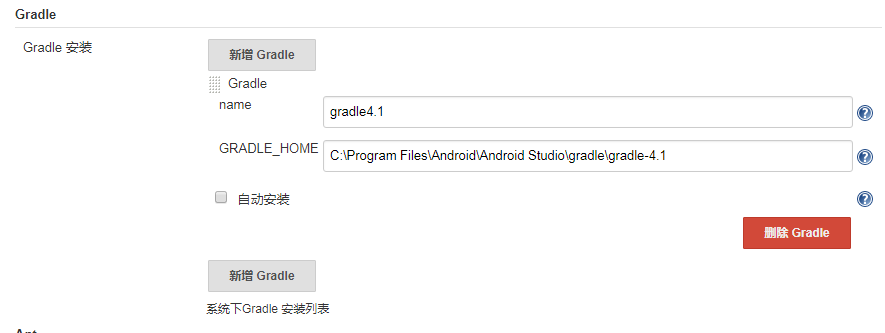 Gradle
Gradle 安装
新增 Gradle
Gradle
name
gradle4.1
GRADLE_HOME
C:\Program Files\Android\Android Studio\gradle\gradle-4.1
自动安装
删除 Gradle
新增 Gradle
系统下Gradle 安装列表
Ant